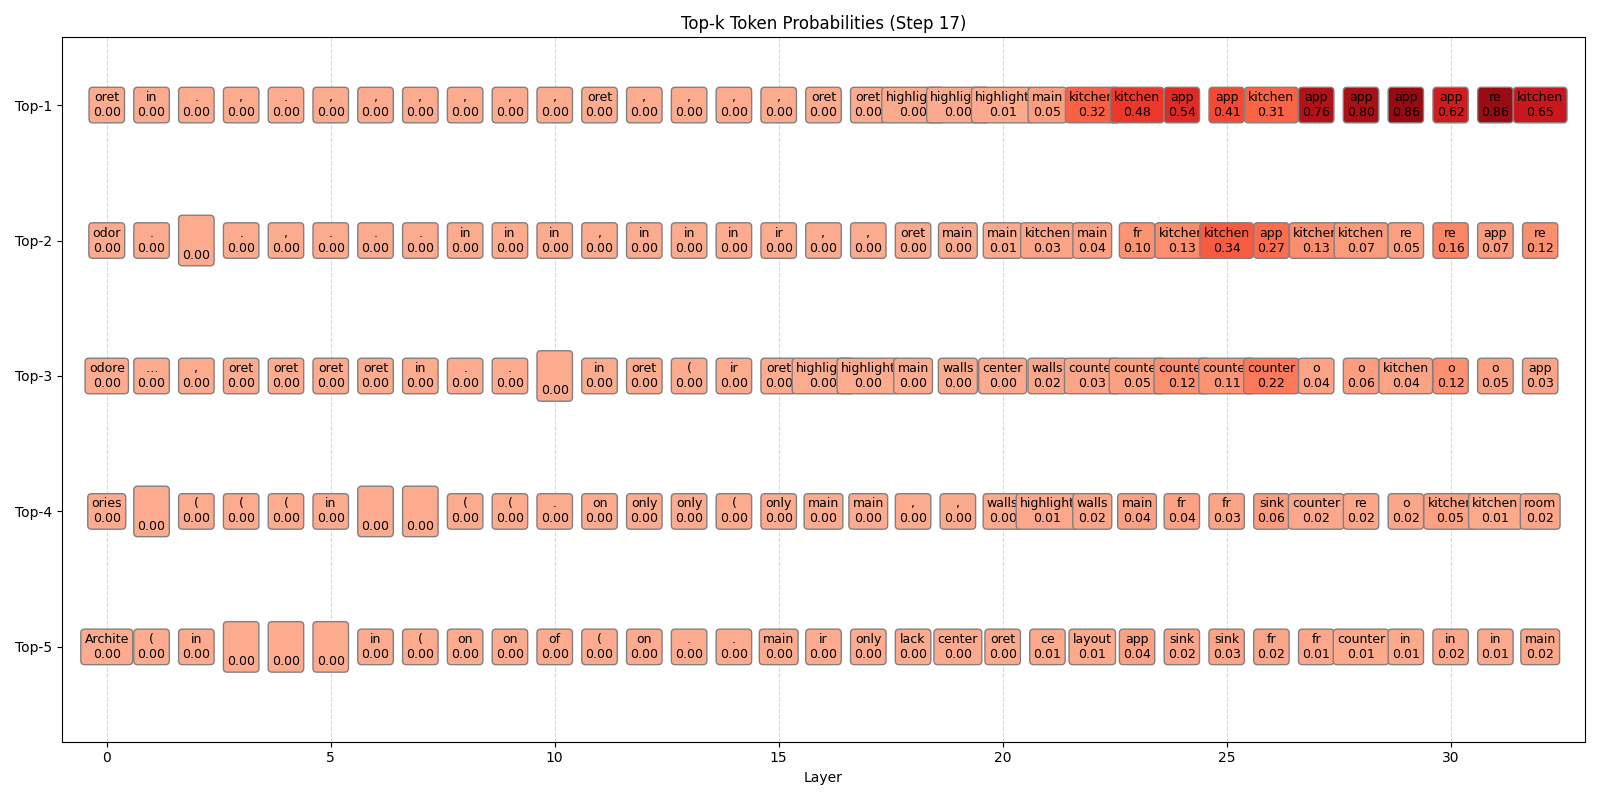 Top-k Token Probabilities (Step 17)
Top-1
oret in . , . , , , , , , oret , , , , oret oret highlig highlig highlight main kitchen kitchen app app kitchen app app app app re kitchen
0.00 0.00 0.00 0.00 0.00 0.00 0.00 0.00 0.00 0.00 0.00 0.00 0.00 0.00 0.00 0.00 0.00 0.00 0.00 0.00 0.01 0.05 0.32 0.48 0.54 0.41 0.31 0.76 0.80 0.86 0.62 0.86 0.65
Top-2
odor . . , . . . in in in , in in in ir , , oret main main kitchen main fr kitchen kitchen app kitchen kitchen re re app re
0.00 0.00 0.00 0.00 0.00 0.00 0.00 0.00 0.00 0.00 0.00 0.00 0.00 0.00 0.00 0.00 0.00 0.00 0.00 0.00 0.01 0.03 0.04 0.10 0.13 0.34 0.27 0.13 0.07 0.05 0.16 0.07 0.12
Top-3
odore ... , oret oret oret oret in . . in oret ( ir oret highlig highlight main walls center walls counte counte counte counte counter o o kitchen o o app
0.00 0.00 0.00 0.00 0.00 0.00 0.00 0.00 0.00 0.00 0.00 0.00 0.00 0.00 0.00 0.00 0.00 0.00 0.00 0.00 0.00 0.02 0.03 0.05 0.12 0.11 0.22 0.04 0.06 0.04 0.12 0.05 0.03
Top-4
ories ( ( ( in ( ( . on only only ( only main main , , walls highlight walls main fr fr sink counter re o kitchen kitchen room
0.00 0.00 0.00 0.00 0.00 0.00 0.00 0.00 0.00 0.00 0.00 0.00 0.00 0.00 0.00 0.00 0.00 0.00 0.00 0.00 0.00 0.01 0.02 0.04 0.04 0.03 0.06 0.02 0.02 0.02 0.05 0.01 0.02
Top-5
Archite ( in in ( on on of ( on . . main ir only lack center oret ce layout app sink sink fr fr counter in in in main
0.00 0.00 0.00 0.00 0.00 0.00 0.00 0.00 0.00 0.00 0.00 0.00 0.00 0.00 0.00 0.00 0.00 0.00 0.00 0.00 0.00 0.01 0.01 0.04 0.02 0.03 0.02 0.01 0.01 0.01 0.02 0.01 0.02
0 5 10 15 20 25 30
Layer